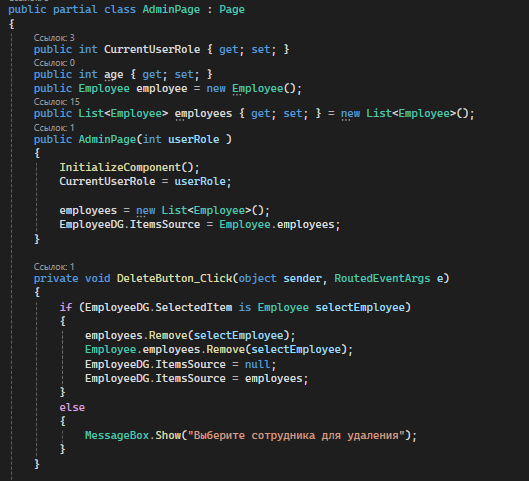 public partial class AdminPage : Page
{
Ссылок: 3
public int CurrentUserRole { get; set; }
Ссылок: 0
public int age { get; set; }
public Employee employee = new Employee();
Ссылок: 15
public List<Employee> employees { get; set; } = new List<Employee>();
Ссылок: 1
public AdminPage(int userRole )
{
InitializeComponent();
CurrentUserRole = userRole;
employees = new List<Employee>();
EmployeeDG.ItemsSource = Employee.employees;
}
Ссылок: 1
private void DeleteButton_Click(object sender, RoutedEventArgs e)
{
if (EmployeeDG.SelectedItem is Employee selectEmployee)
{
employees.Remove(selectEmployee);
Employee.employees.Remove(selectEmployee);
EmployeeDG.ItemsSource = null;
EmployeeDG.ItemsSource = employees;
}
else
{
MessageBox.Show("Выберите сотрудника для удаления");
}
}